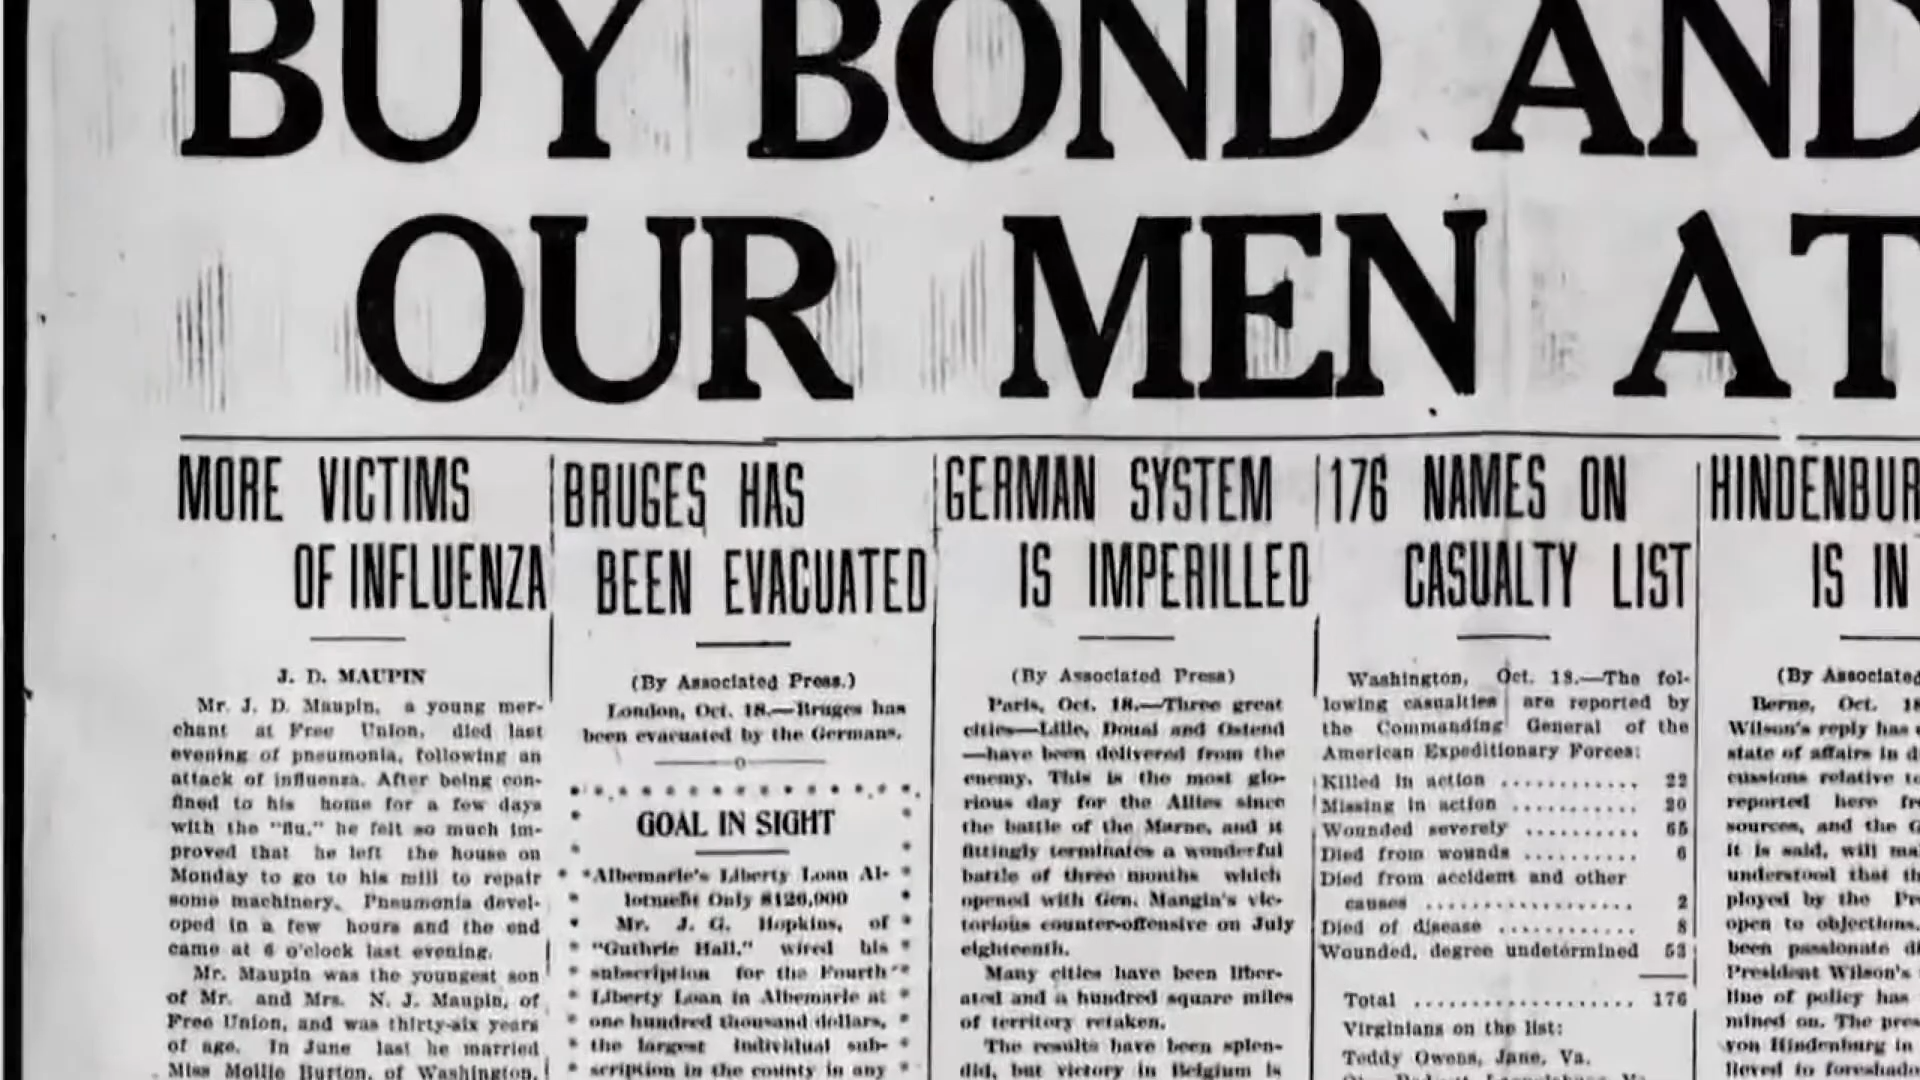 BUY BOND AND
OUR MEN AT
MORE VICTIMS
OF INFLUENZA
J. D. MAUPIN
Mr. J. D. Maupin, a young mer-
chant at Free Union, died last
evening of pneumonia, following an
attack of influenza. After being con-
fined to his home for a few days
with the "flu," he felt so much im-
proved that he left the house on
Monday to go to his mill to repair
some machinery. Pneumonia devel-
oped in a few hours and the end
came at 6 o'clock last evening.
Mr. Maupin was the youngest son
of Mr. and Mrs. N. J. Maupin, of
Free Union, and was thirty-six years
of age. In June last he married
Miss Mollie Burton, of Washington,
BRUGES HAS
BEEN EVACUATED
(By Associated Press.)
London, Oct. 18.—Bruges has
been evacuated by the Germans.
GOAL IN SIGHT
Albemarle's Liberty Loan Al-
lotment Only $126,000
Mr. J. G. Hopkins, of
"Guthrie Hall," wired his
subscription for the Fourth
Liberty Loan in Albemarle at
one hundred thousand dollars,
the largest individual sub-
scription in the county in any
GERMAN SYSTEM
IS IMPERILLED
(By Associated Press)
Paris, Oct. 18.—Three great
cities—Lille, Douai and Ostend
—have been delivered from the
enemy. This is the most glo-
rious day for the Allies since
the battle of the Marne, and it
fittingly terminates a wonderful
battle of three months which
opened with Gen. Mangin's vic-
torious counter-offensive on July
eighteenth.
Many cities have been liber-
ated and a hundred square miles
of territory retaken.
The results have been splen-
did, but victory in Belgium is
176 NAMES ON
CASUALTY LIST
Washington, Oct. 18.—The fol-
lowing casualties are reported by
the Commanding General of the
American Expeditionary Forces:
Killed in action ............ 22
Missing in action ........... 20
Wounded severely .......... 65
Died from wounds .......... 6
Died from accident and other
causes .................. 2
Died of disease ............ 8
Wounded, degree undetermined 53
Total ................... 176
Virginians on the list:
Teddy Owens, Jane, Va.
HINDENBUR
IS IN
(By Associated
Berne, Oct. 18
Wilson's reply has
state of affairs in
cussions relative to
reported here
sources, and the G
it is said, will
understood that
ployed by the
open to objections.
been passionate
President Wilson's
line of policy has
mined on. The
von Hindenburg in
lieved to